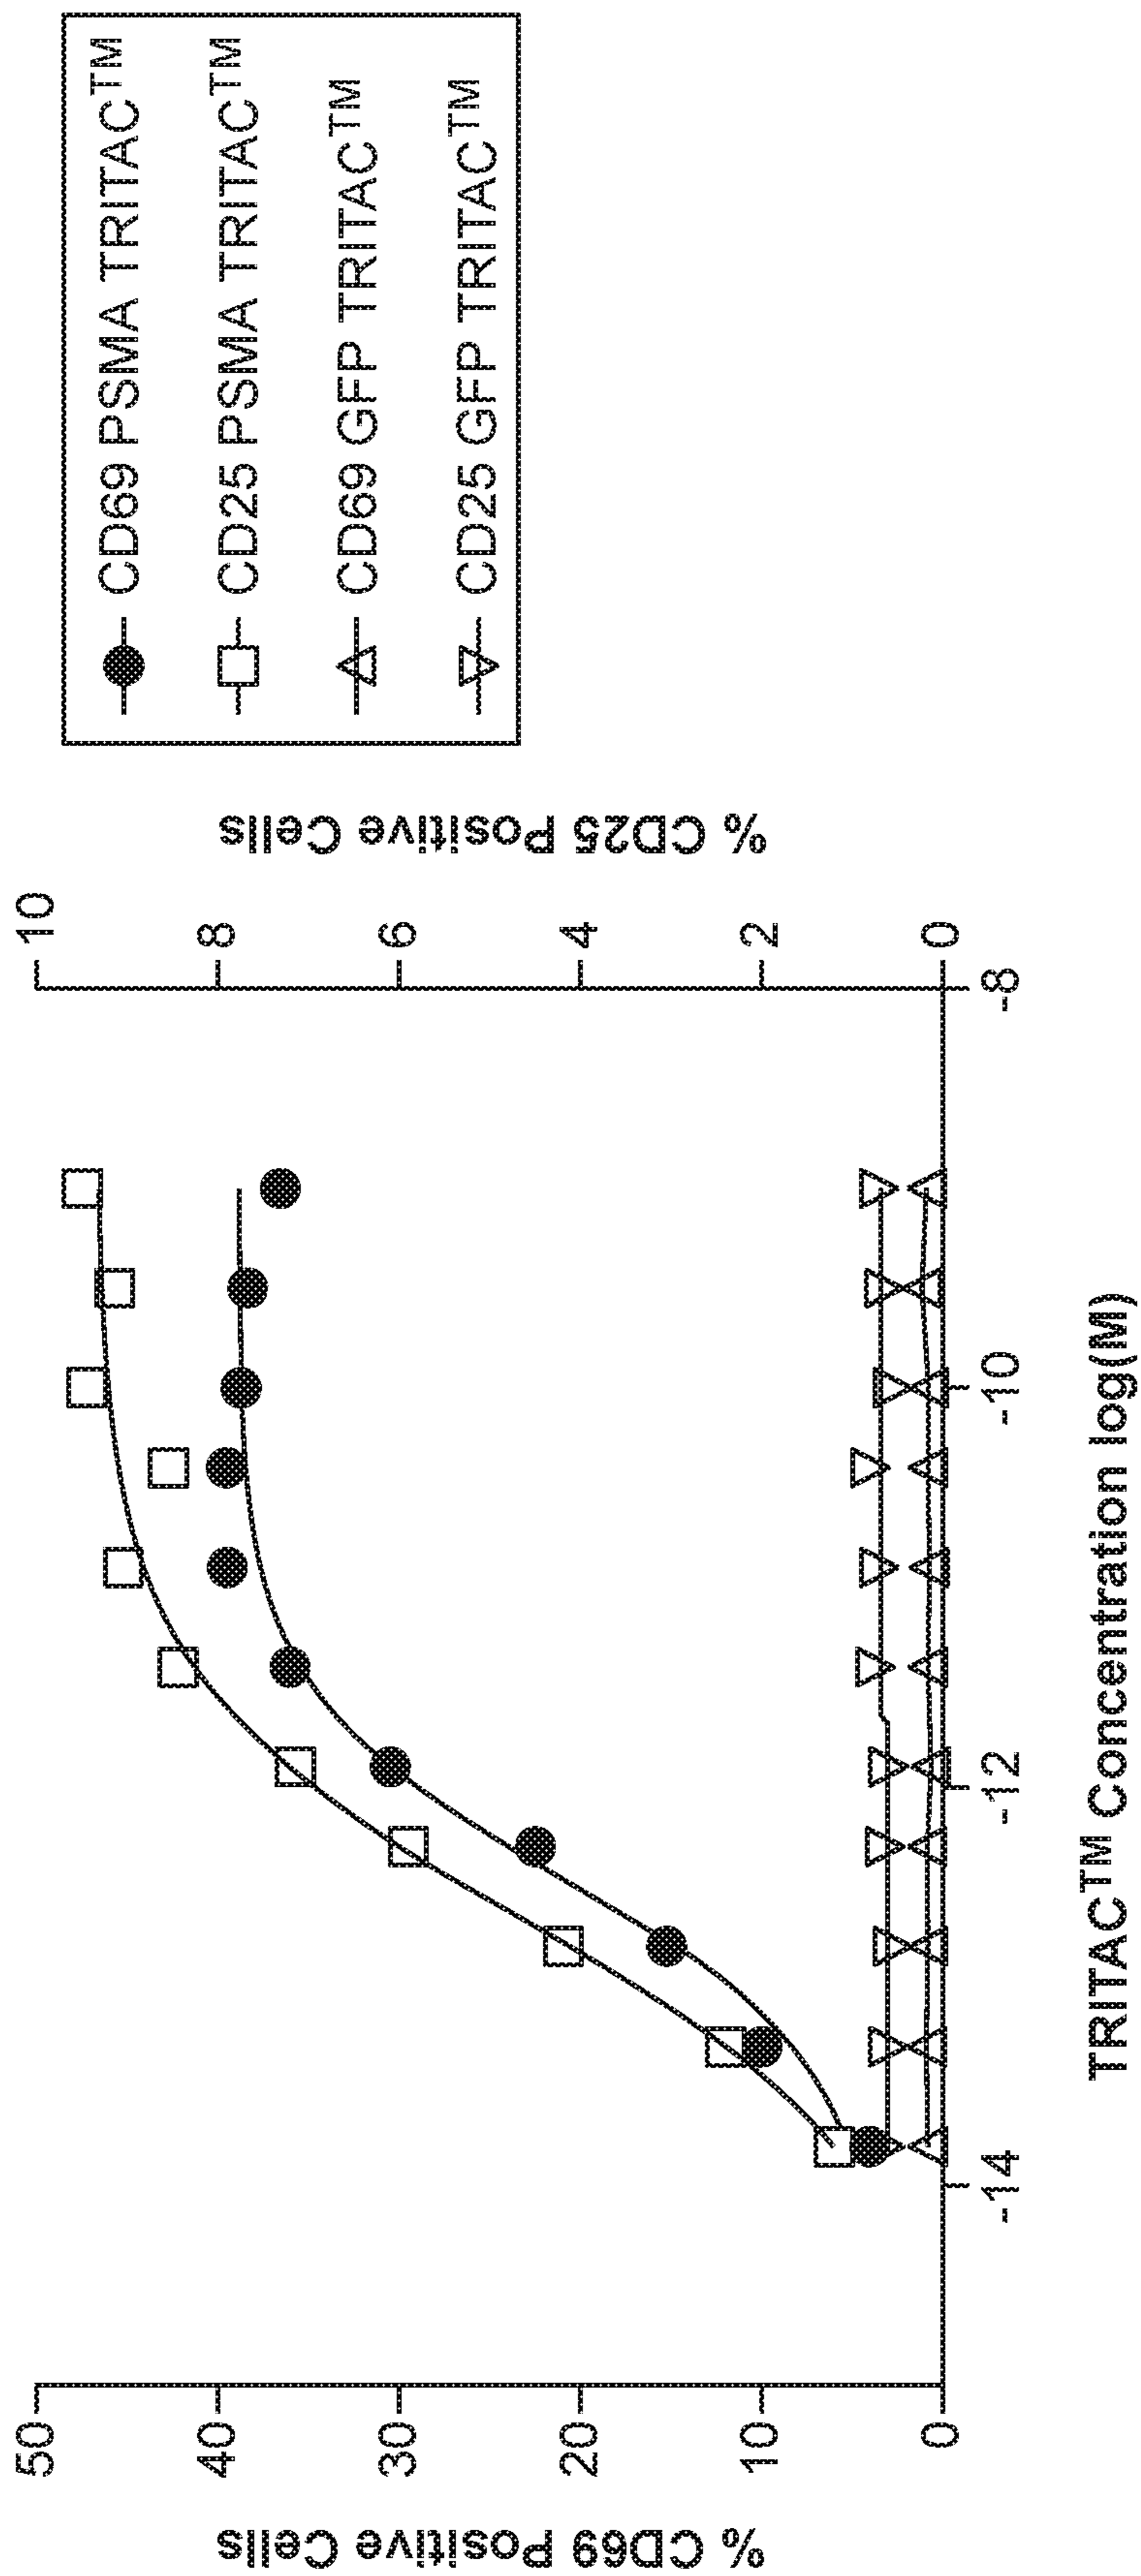 % CD69 Positive Cells
50
40
30
20
10
0
-14
-12
-10
-8
TRITAC™ Concentration log(M)
10
8
6
4
2
0
% CD25 Positive Cells
CD69 PSMA TRITAC™
CD25 PSMA TRITAC™
CD69 GFP TRITAC™
CD25 GFP TRITAC™